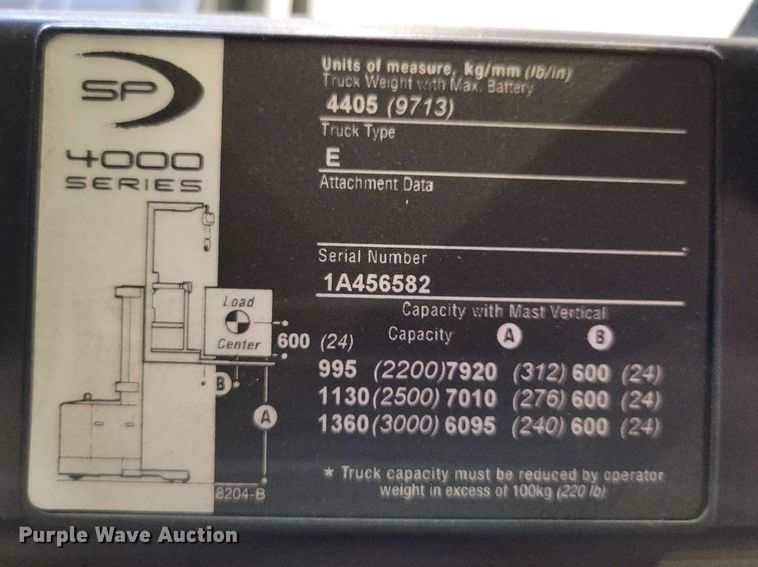 SP
4000
SERIES
Units of measure, kg/mm (lb/in)
Truck Weight with Max. Battery
4405 (9713)
Truck Type
E
Attachment Data
Serial Number
1A456582
Capacity with Mast Vertical
Capacity A B
Load
Center
600 (24)
B
A
995 (2200) 7920 (312) 600 (24)
1130 (2500) 7010 (276) 600 (24)
1360 (3000) 6095 (240) 600 (24)
* Truck capacity must be reduced by operator
weight in excess of 100kg (220 lb)
8204-B
Purple Wave Auction